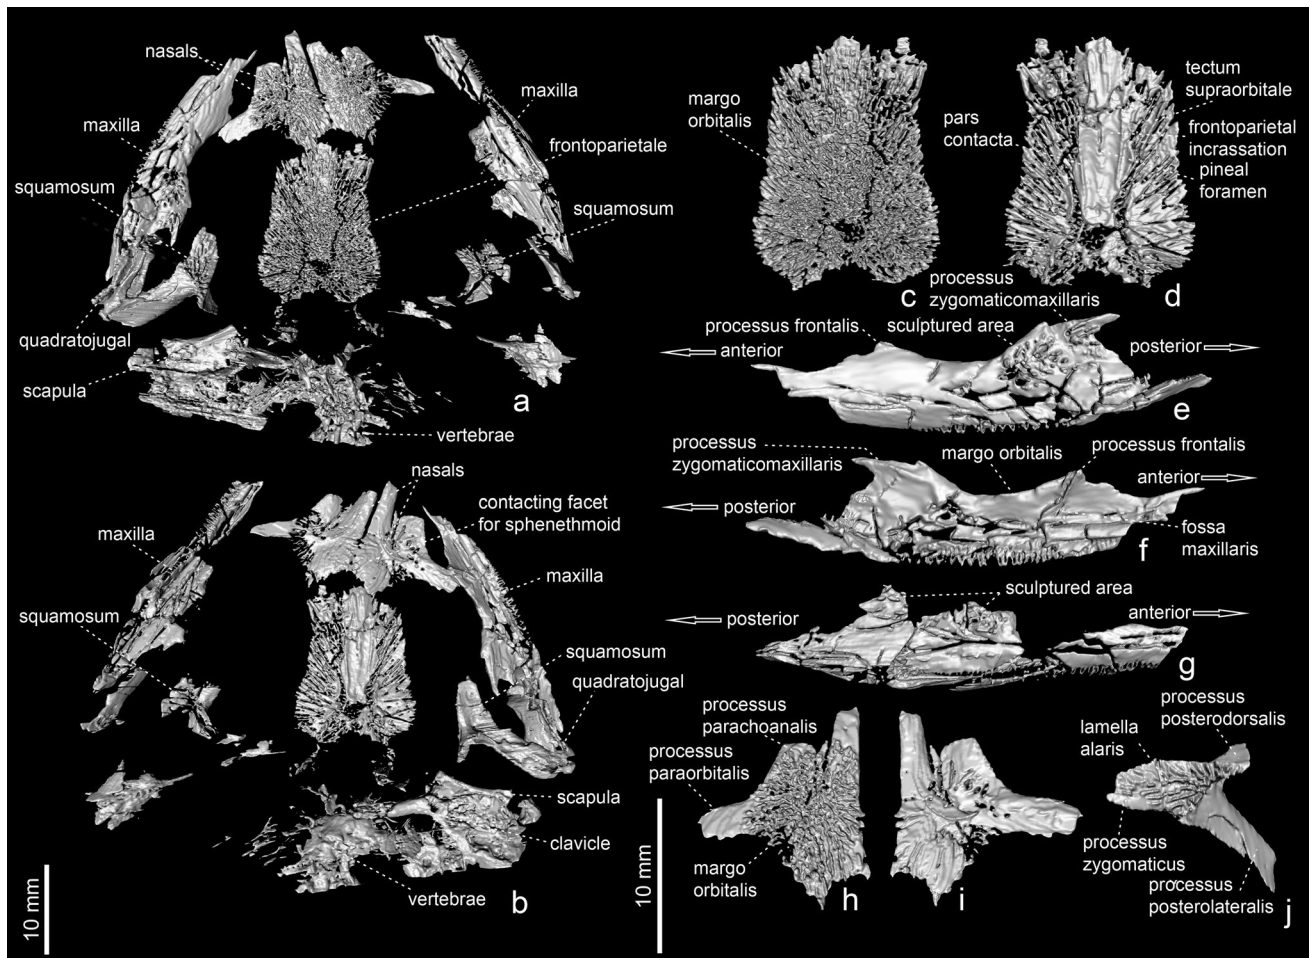 nasals
maxilla
maxilla
frontoparietale
squamosum
squamosum
quadratojugal
scapula
a
vertebrae
nasals
contacting facet
for sphenethmoid
maxilla
maxilla
squamosum
squamosum
quadratojugal
scapula
clavicle
vertebrae
b
10 mm
margo
orbitalis
c
pars
contacta
tectum
supraorbitale
frontoparietal
incrassation
pineal
foramen
d
processus
zygomaticomaxillaris
processus frontalis
sculptured area
anterior
posterior
e
processus
zygomaticomaxillaris
margo orbitalis
processus frontalis
anterior
posterior
fossa
maxillaris
f
sculptured area
posterior
anterior
g
processus
parachoanalis
processus
paraorbitalis
margo
orbitalis
h
i
processus
posterodorsalis
lamella
alaris
processus
zygomaticus
processus
posterolateralis
j
10 mm